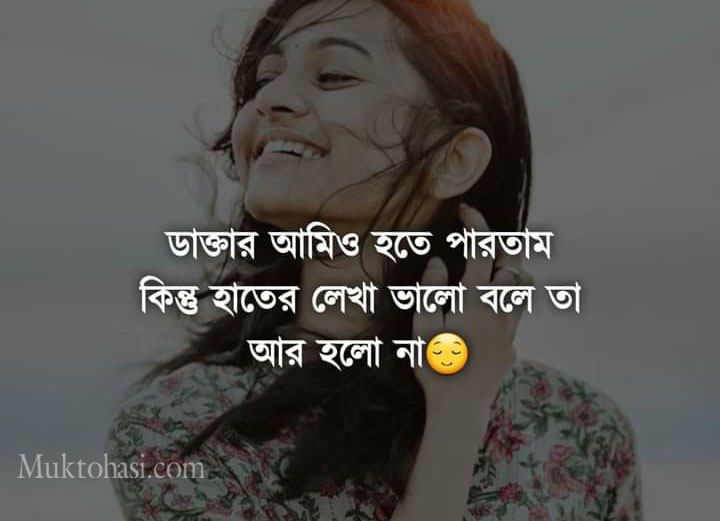 ডাক্তার আমিও হতে পারতাম
কিন্তু হাতের লেখা ভালো বলে তা
আর হলো না😌
Muktohasi.com